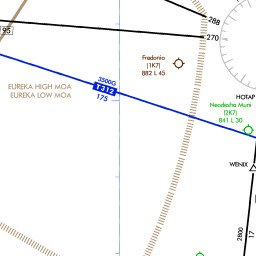 288
270
95
Fredonia
(1K7)
882 L 45
3500G
T312
175
EUREKA HIGH MOA
EUREKA LOW MOA
HOTAP
Neodesha Muni
(2K7)
841 L 30
WENIX
2800
17